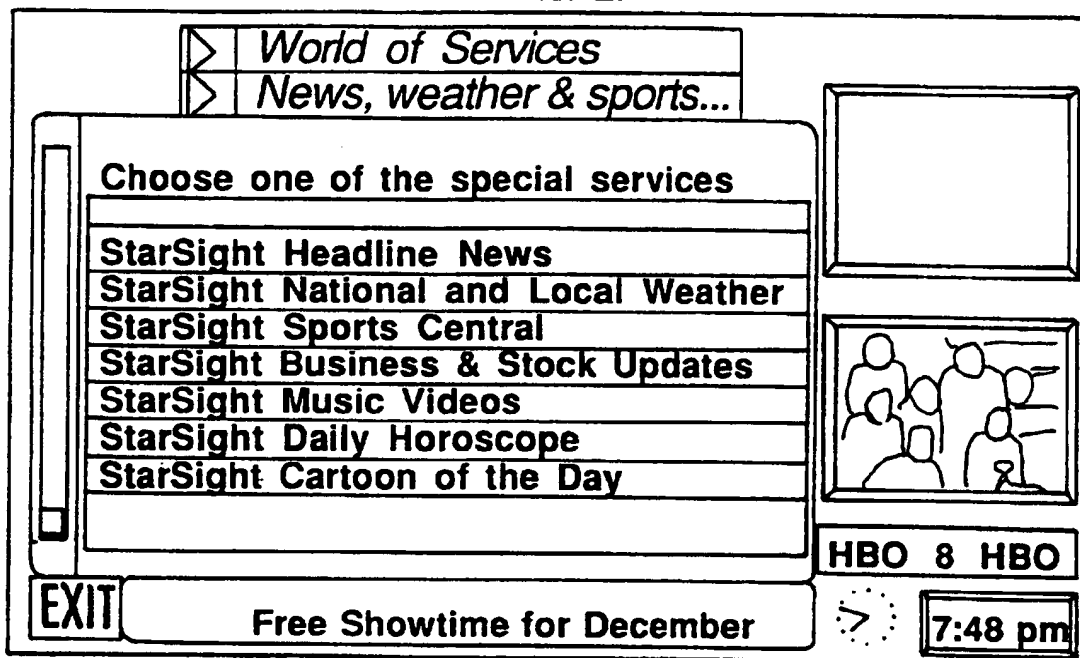 World of Services
News, weather & sports...
Choose one of the special services
StarSight Headline News
StarSight National and Local Weather
StarSight Sports Central
StarSight Business & Stock Updates
StarSight Music Videos
StarSight Daily Horoscope
StarSight Cartoon of the Day
HBO 8 HBO
EXIT
Free Showtime for December
7:48 pm